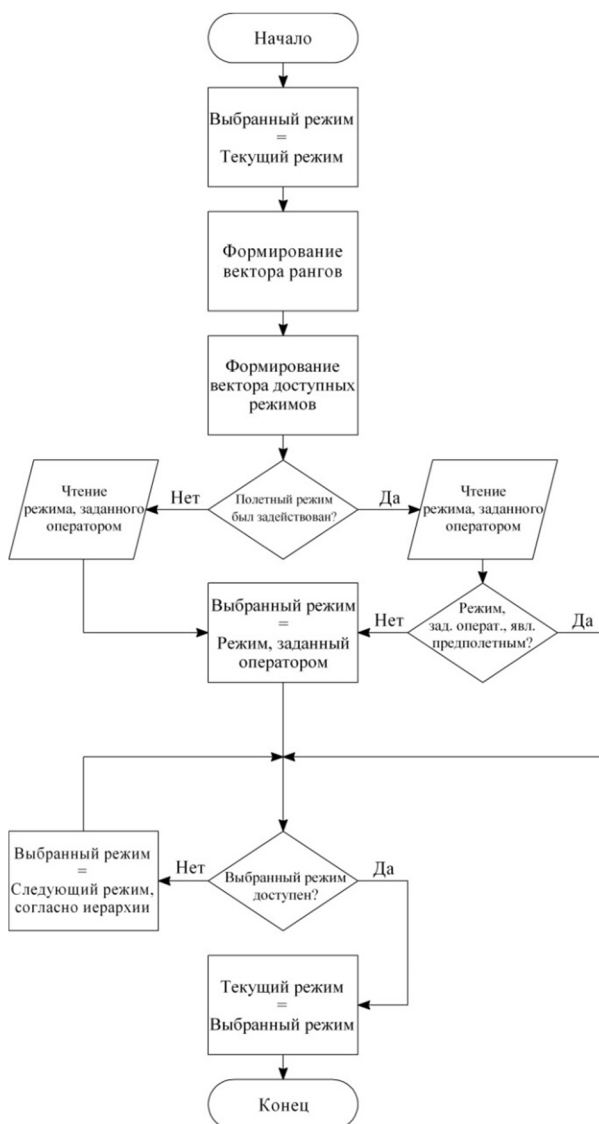 Начало
Выбранный режим
=
Текущий режим
Формирование
вектора рангов
Формирование
вектора доступных
режимов
Чтение
режима, заданного
оператором
Нет
Полетный режим
был задействован?
Да
Чтение
режима, заданного
оператором
Выбранный режим
=
Режим, заданный
оператором
Нет
Режим,
зад. операт., явл.
предполетным?
Да
Выбранный режим
=
Следующий режим,
согласно иерархии
Нет
Выбранный режим
доступен?
Да
Текущий режим
=
Выбранный режим
Конец